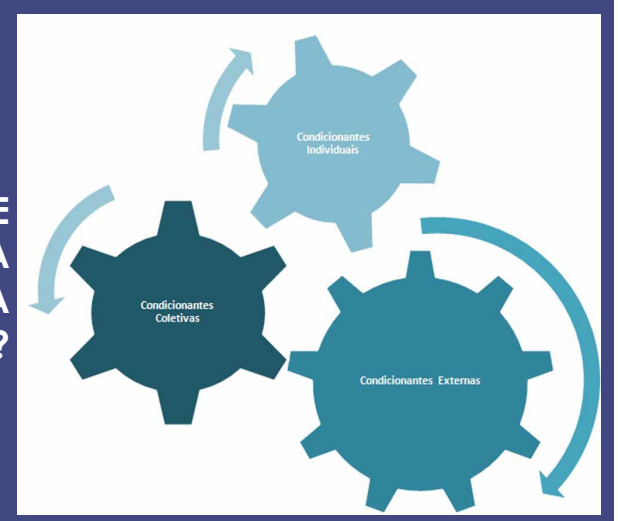 Condicionantes
Individuais
E
A
A
?
Condicionantes
Coletivas
Condicionantes Externas